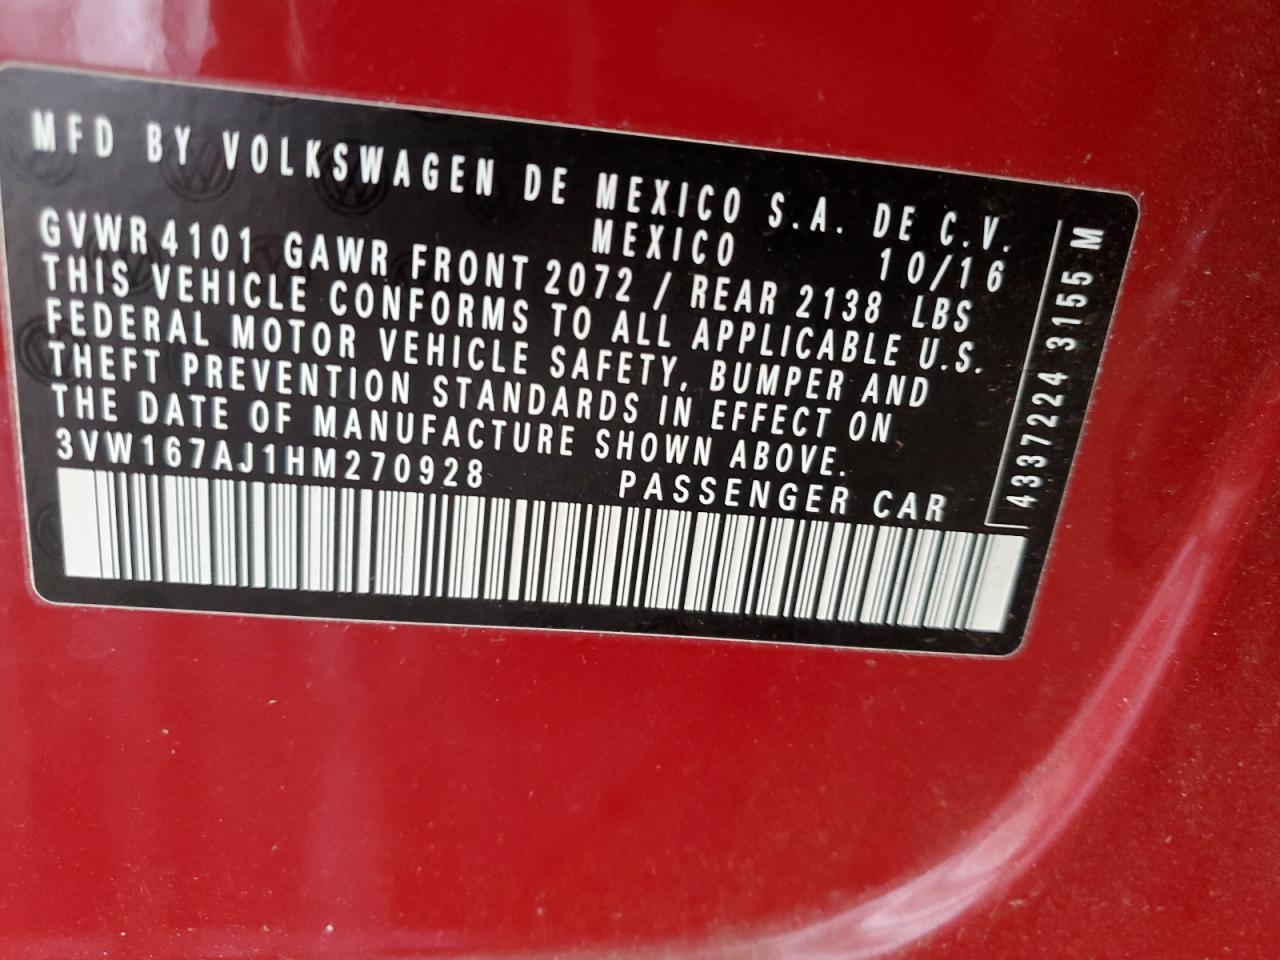 MFD BY VOLKSWAGEN DE MEXICO S.A. DE C.V.
MEXICO 10/16
GVWR 4101 GAWR FRONT 2072 / REAR 2138 LBS
THIS VEHICLE CONFORMS TO ALL APPLICABLE U.S.
FEDERAL MOTOR VEHICLE SAFETY, BUMPER AND
THEFT PREVENTION STANDARDS IN EFFECT ON
THE DATE OF MANUFACTURE SHOWN ABOVE.
3VW167AJ1HM270928 PASSENGER CAR
4337224 3155 M